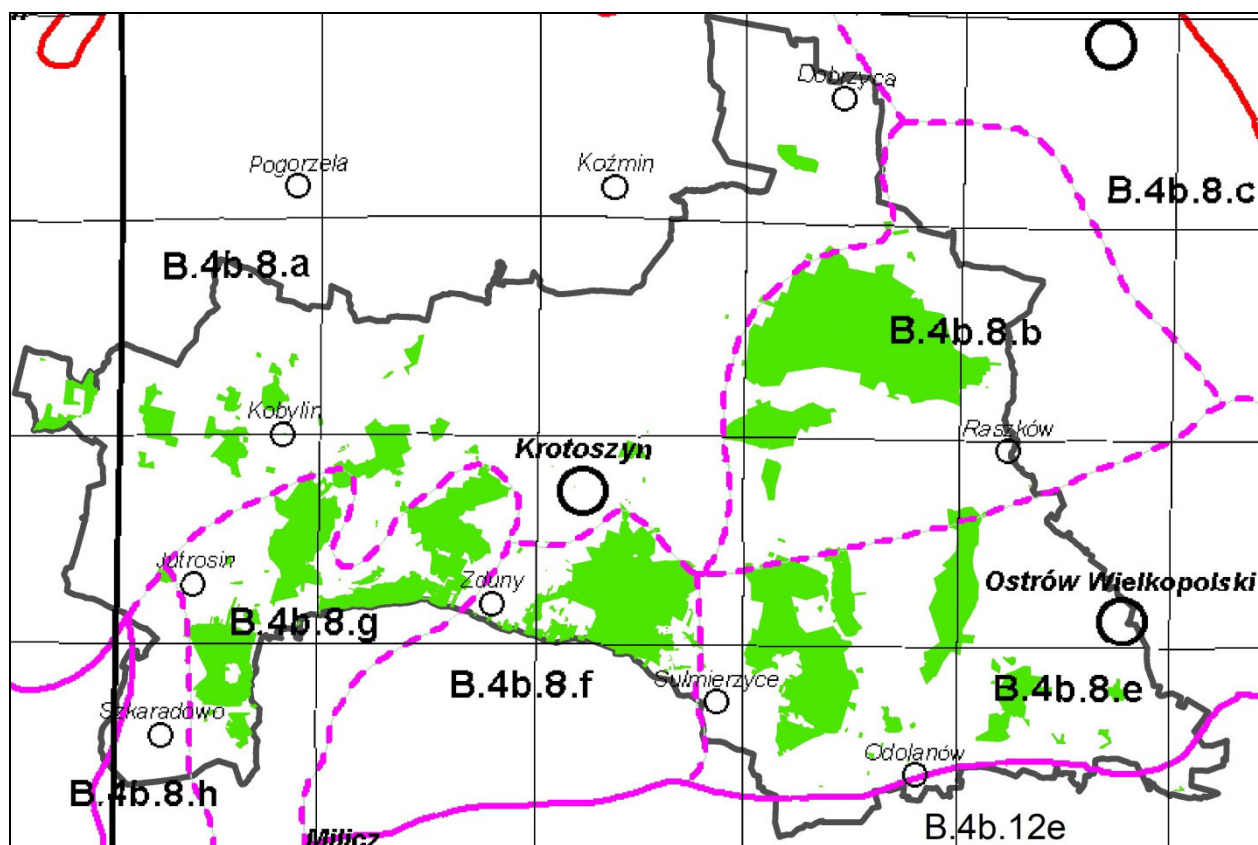 Dobrzyca
Pogorzela
Koźmin
B.4b.8.c
B.4b.8.a
B.4b.8.b
Kobylin
Raszków
Krotoszyn
Jutrosin
Zduny
Ostrów Wielkopolski
B.4b.8.g
B.4b.8.f
Sulmierzyce
B.4b.8.e
Szkaradowo
Odolanów
B.4b.8.h
Milicz
B.4b.12e